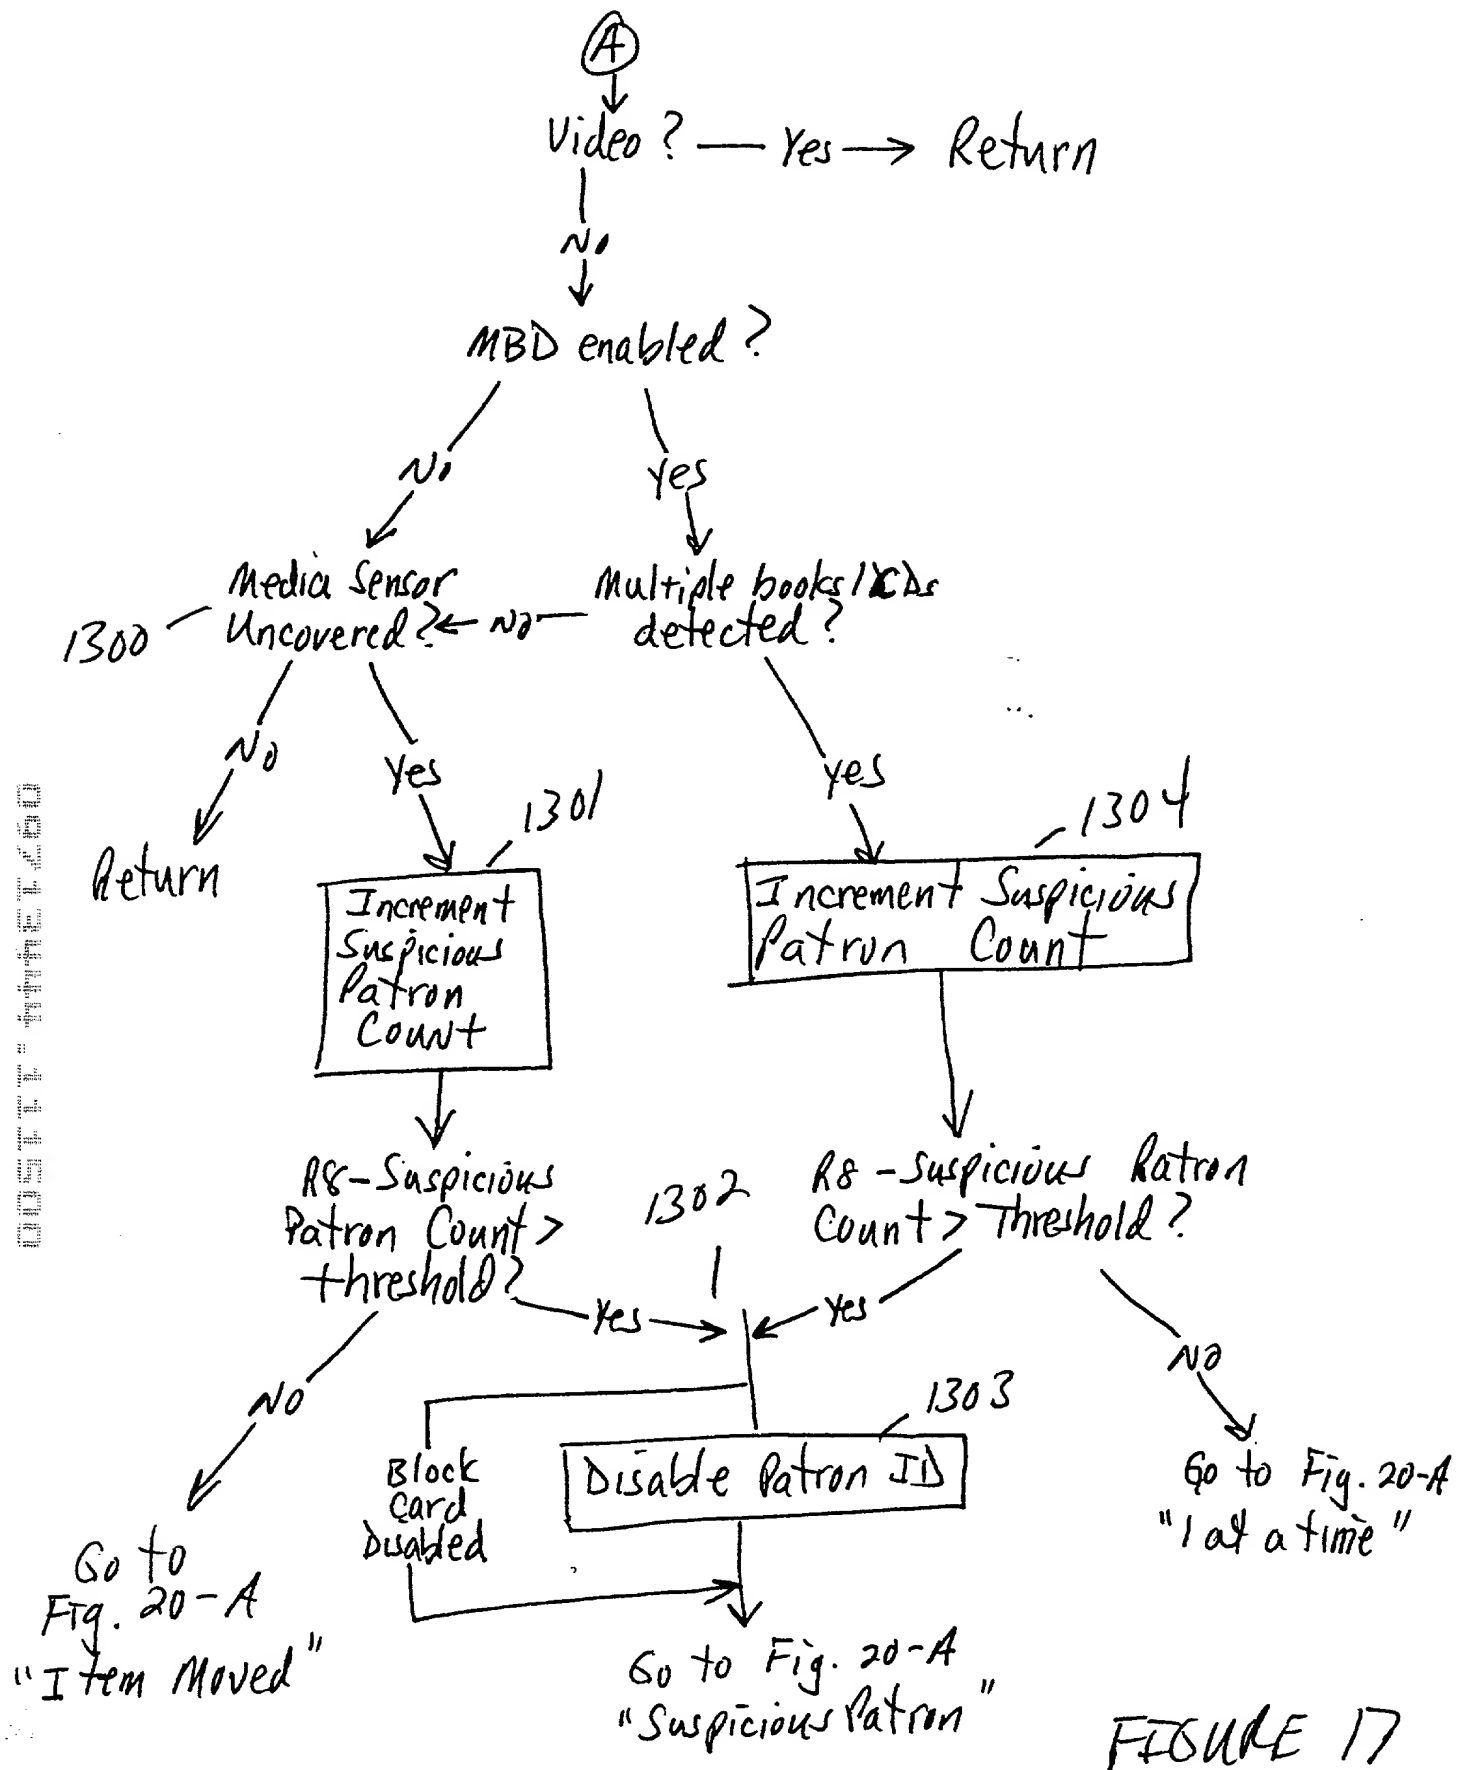 A
Video? Yes Return
No
MBD enabled?
No
Yes
Media Sensor
Uncovered?
1300
No
Multiple books/CDs
detected?
No
Yes
Yes
Return
1301
1304
Increment
Suspicious
Patron
Count
Increment Suspicious
Patron Count
R8-Suspicious
Patron Count >
threshold?
1302
R8-Suspicious Patron
Count > Threshold?
Yes
Yes
No
No
1303
Block
Card
Disabled
Disable Patron ID
Go to
Fig. 20-A
"Item Moved"
Go to Fig. 20-A
"1 at a time"
Go to Fig. 20-A
"Suspicious Patron"
FIGURE 17